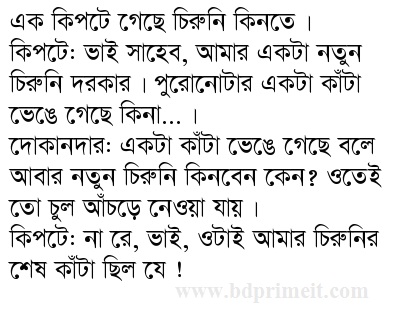 এক কিপটে গেছে চিরুনি কিনতে ।
কিপটে: ভাই সাহেব, আমার একটা নতুন
চিরুনি দরকার । পুরোনোটার একটা কাঁটা
ভেঙে গেছে কিনা... ।
দোকানদার: একটা কাঁটা ভেঙে গেছে বলে
আবার নতুন চিরুনি কিনবেন কেন? ওতেই
তো চুল আঁচড়ে নেওয়া যায় ।
কিপটে: না রে, ভাই, ওটাই আমার চিরুনির
শেষ কাঁটা ছিল যে !
www.bdprimeit.com